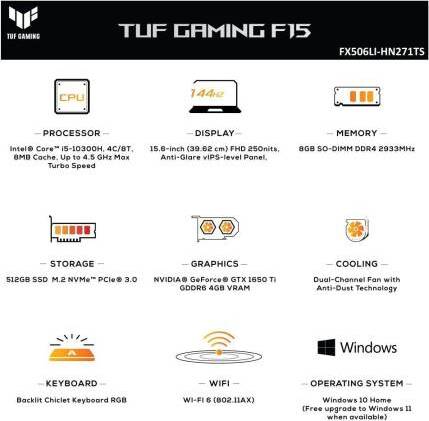 TUF GAMING
TUF GAMING F15
FX506LI-HN271TS
CPU
144Hz
PROCESSOR
Intel® Core™ i5-10300H, 4C/8T,
8MB Cache, Up to 4.5 GHz Max
Turbo Speed
DISPLAY
15.6-inch (39.62 cm) FHD 250nits,
Anti-Glare vIPS-level Panel,
MEMORY
8GB SO-DIMM DDR4 2933MHz
STORAGE
512GB SSD M.2 NVMe™ PCIe® 3.0
GRAPHICS
NVIDIA® GeForce® GTX 1650 Ti
GDDR6 4GB VRAM
COOLING
Dual-Channel Fan with
Anti-Dust Technology
KEYBOARD
Backlit Chiclet Keyboard RGB
WIFI
WI-FI 6 (802.11AX)
Windows
OPERATING SYSTEM
Windows 10 Home
(Free upgrade to Windows 11
when available)